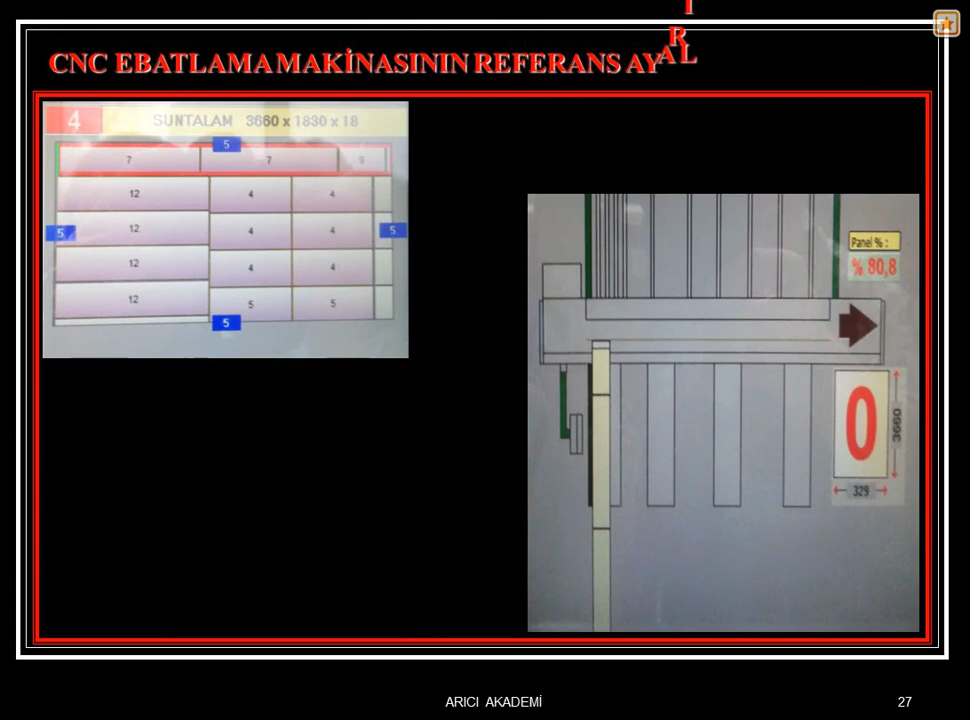 CNC EBATLAMA MAKİNASININ REFERANS AYARLI
4 SUNTALAM 3660 x 1830 x 18
5
7 7 9
12 4 4
5 12 4 4 5
12 4 4
12 5 5
5
Panel % :
% 80,8
0
3660
329
ARICI AKADEMİ
27